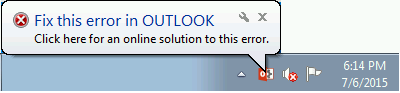 Fix this error in OUTLOOK
Click here for an online solution to this error.
6:14 PM
7/6/2015